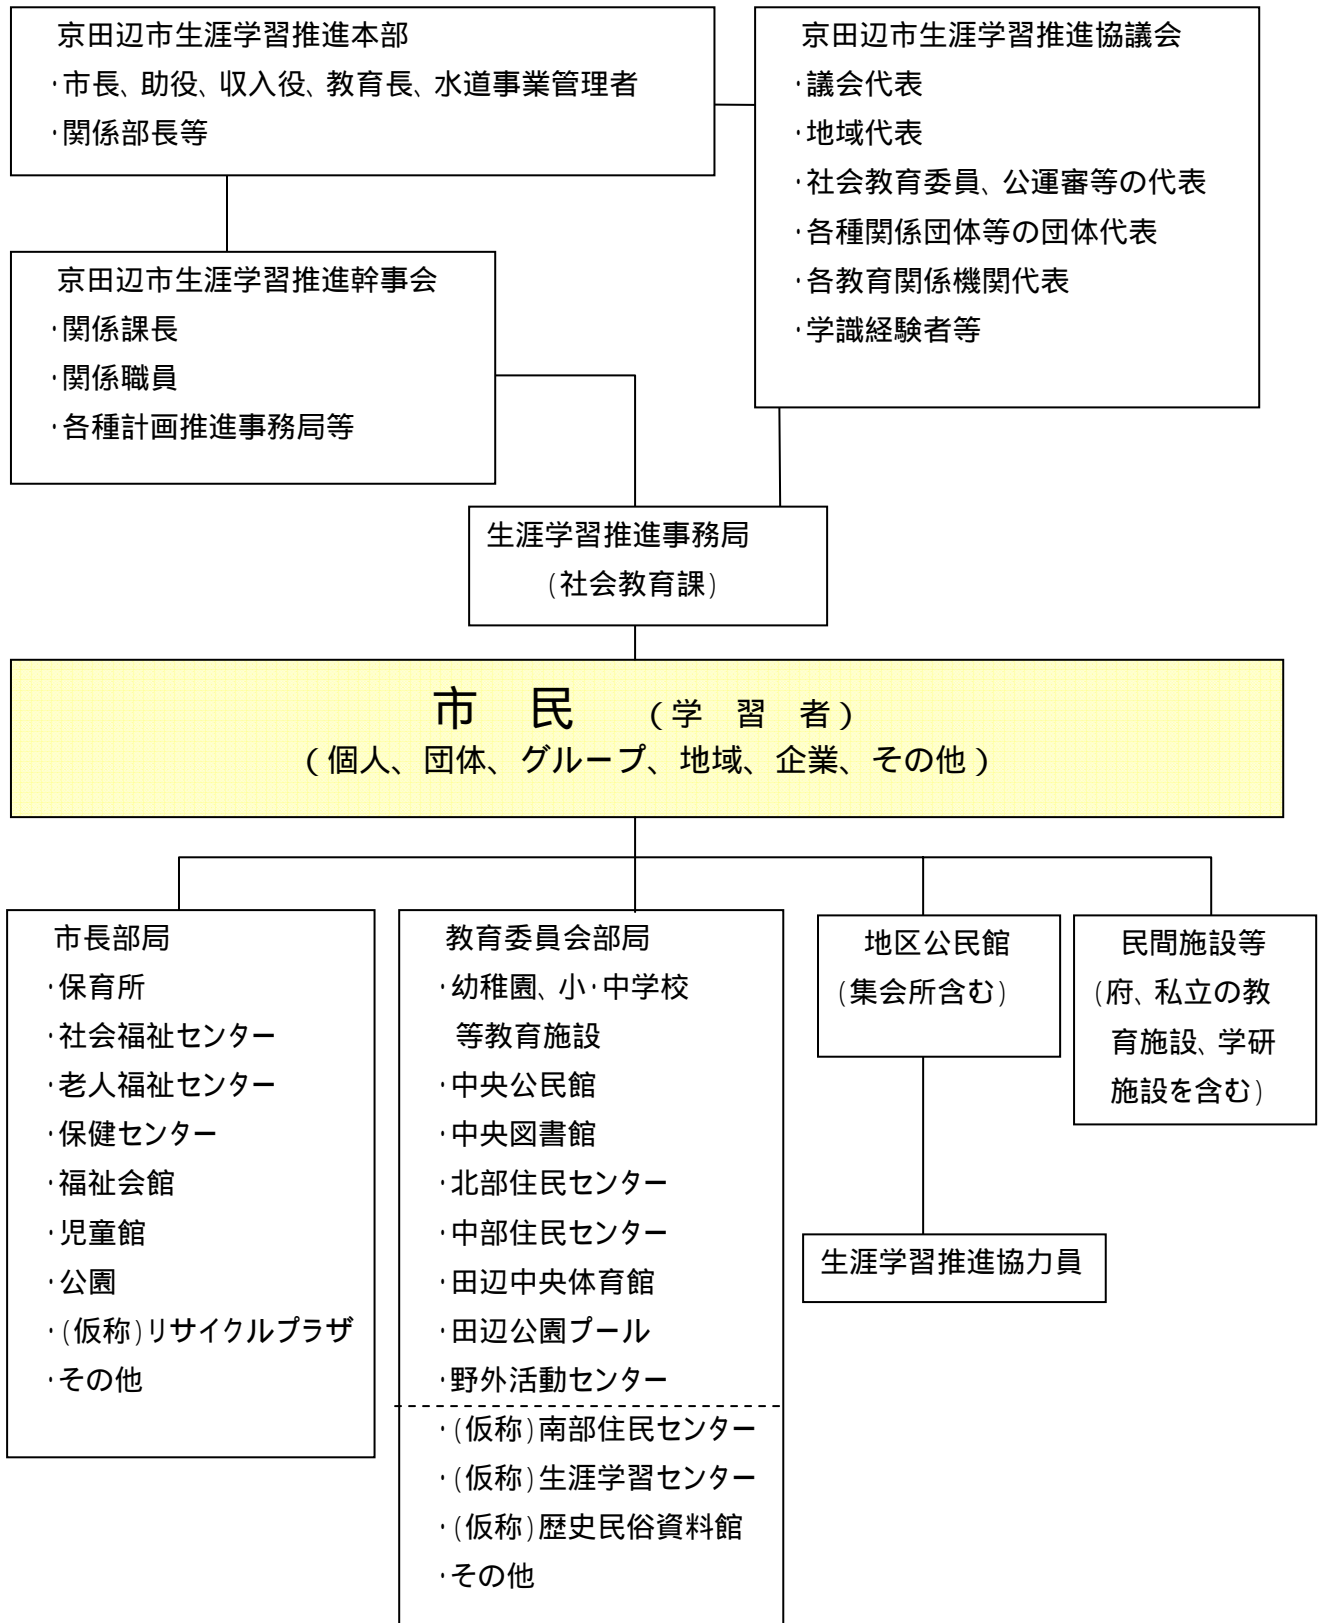 京田辺市生涯学習推進本部
・市長、助役、収入役、教育長、水道事業管理者
・関係部長等
京田辺市生涯学習推進協議会
・議会代表
・地域代表
・社会教育委員、公運審等の代表
・各種関係団体等の団体代表
・各教育関係機関代表
・学識経験者等
京田辺市生涯学習推進幹事会
・関係課長
・関係職員
・各種計画推進事務局等
生涯学習推進事務局
(社会教育課)
市 民 (学 習 者)
(個人、団体、グループ、地域、企業、その他)
市長部局
・保育所
・社会福祉センター
・老人福祉センター
・保健センター
・福祉会館
・児童館
・公園
・(仮称)リサイクルプラザ
・その他
教育委員会部局
・幼稚園、小・中学校
等教育施設
・中央公民館
・中央図書館
・北部住民センター
・中部住民センター
・田辺中央体育館
・田辺公園プール
・野外活動センター
・(仮称)南部住民センター
・(仮称)生涯学習センター
・(仮称)歴史民俗資料館
・その他
地区公民館
(集会所含む)
生涯学習推進協力員
民間施設等
(府、私立の教
育施設、学研
施設を含む)